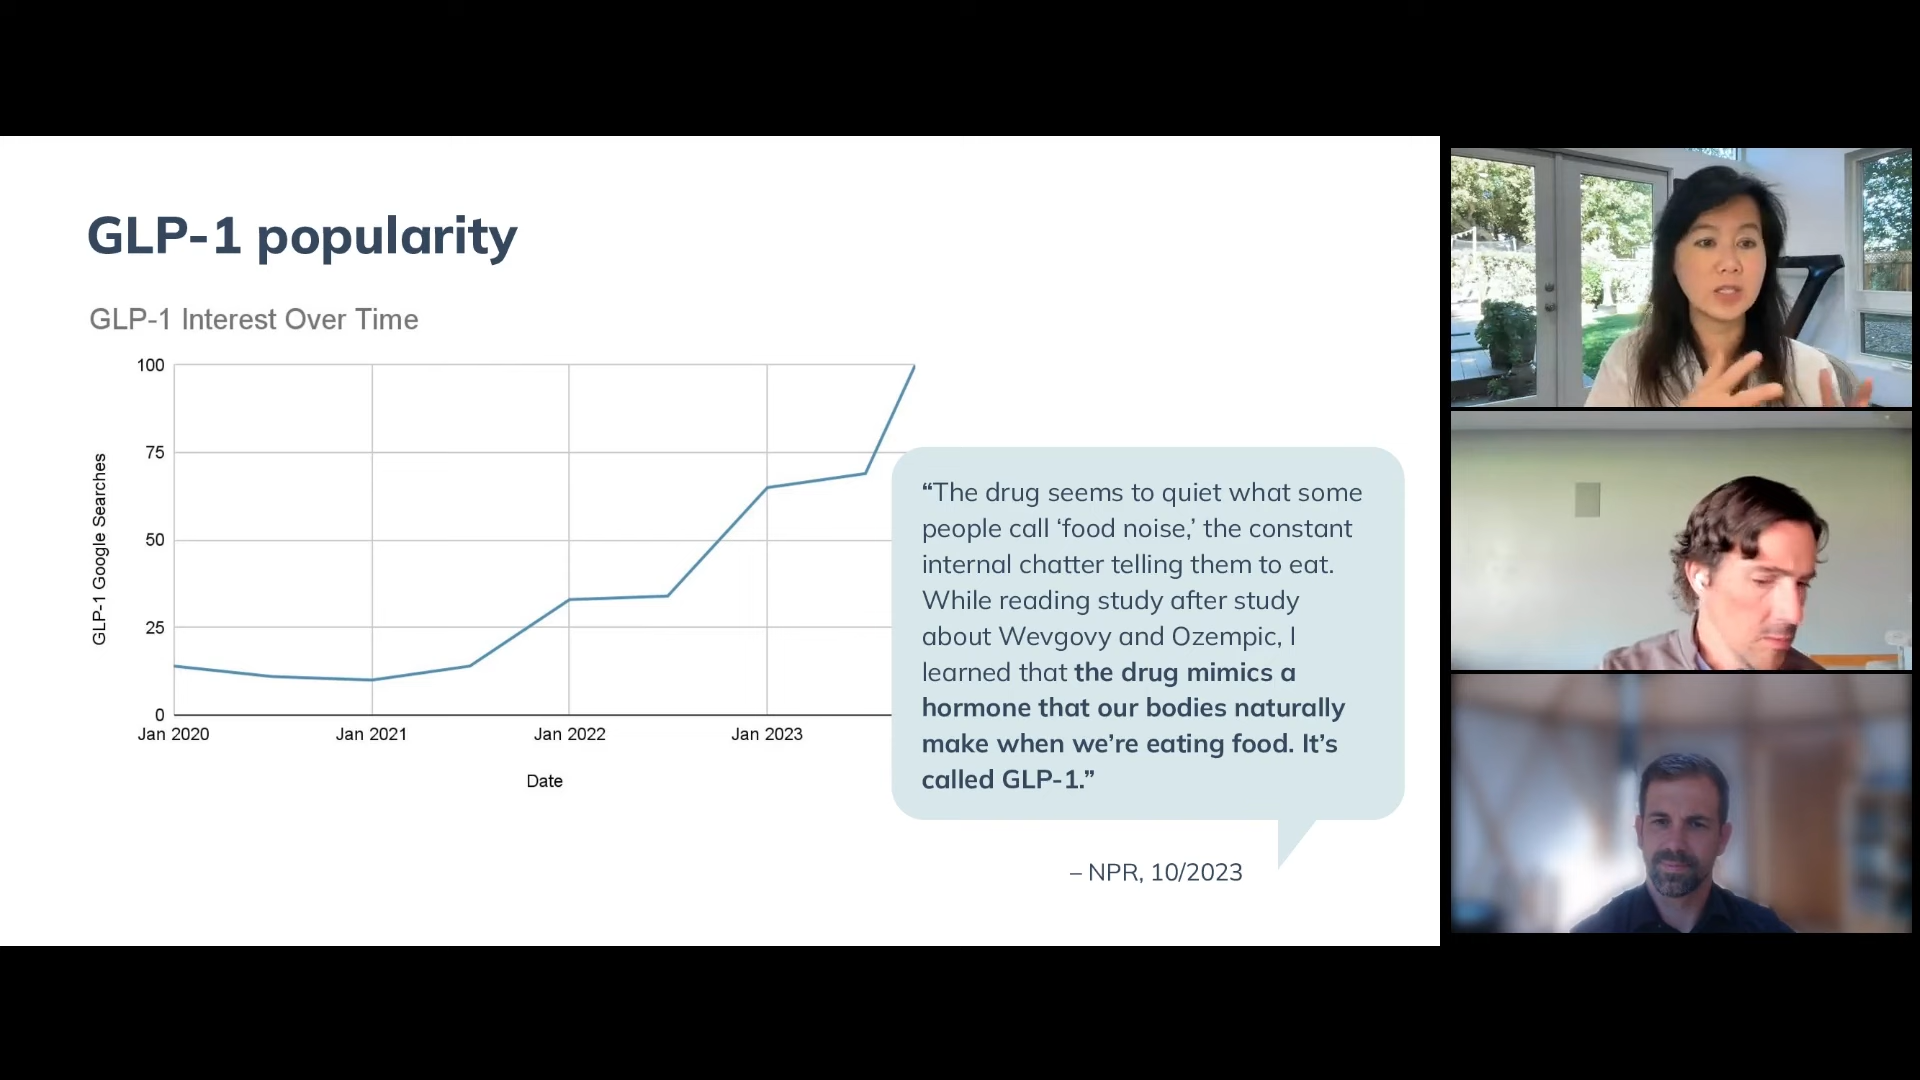 GLP-1 popularity
GLP-1 Interest Over Time
100
75
50
25
0
GLP-1 Google Searches
Jan 2020
Jan 2021
Jan 2022
Jan 2023
Date
“The drug seems to quiet what some
people call ‘food noise,’ the constant
internal chatter telling them to eat.
While reading study after study
about Wevgovy and Ozempic, I
learned that the drug mimics a
hormone that our bodies naturally
make when we’re eating food. It’s
called GLP-1.”
– NPR, 10/2023